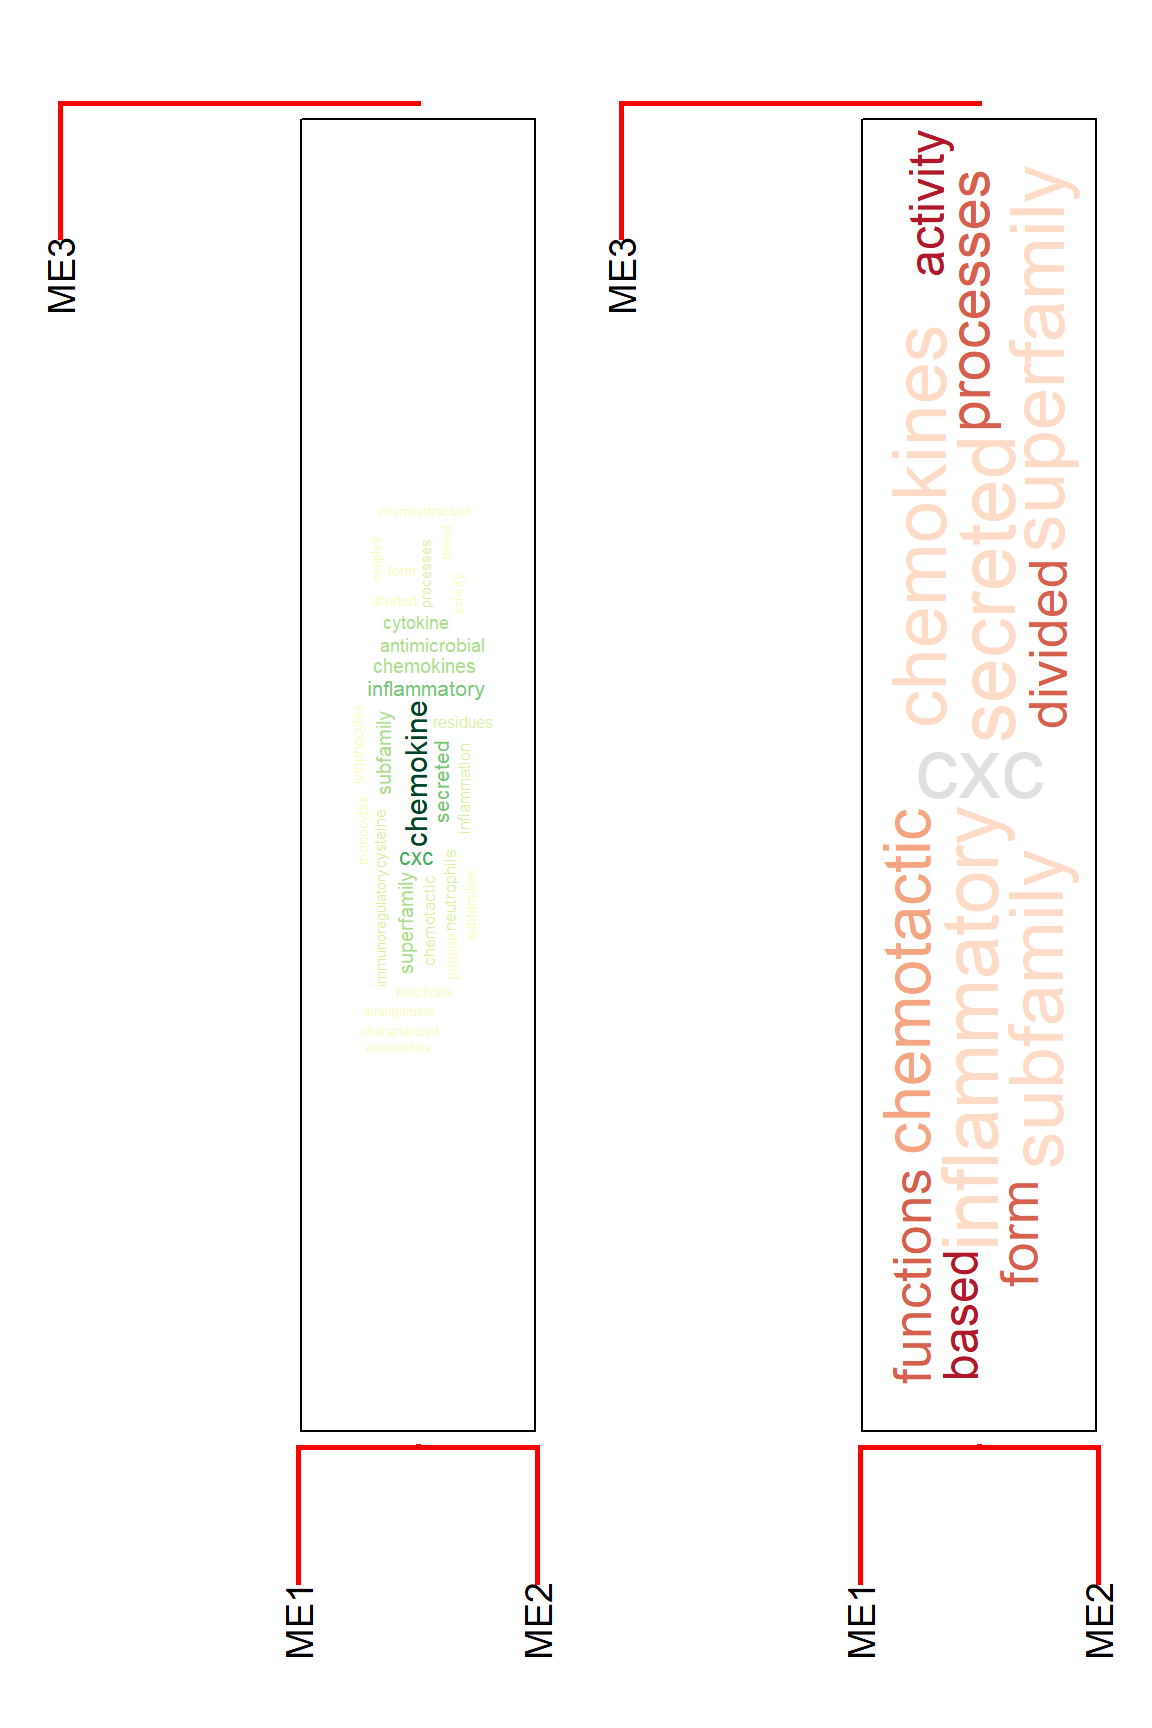 ME3
chemoattractant
coupled
form
processes
based
divided
activity
cytokine
antimicrobial
chemokines
inflammatory
lymphocytes
subfamily
chemokine
residues
secreted
inflammation
monocytes
cysteine
cxc
immunoregulatory
superfamily
chemotactic
neutrophils
subfamilies
peptide
functions
arrangement
characterized
eosinophils
ME1
ME2
ME3
activity
processes
superfamily
chemokines
secreted
divided
cxc
chemotactic
inflammatory
subfamily
functions
based
form
ME1
ME2